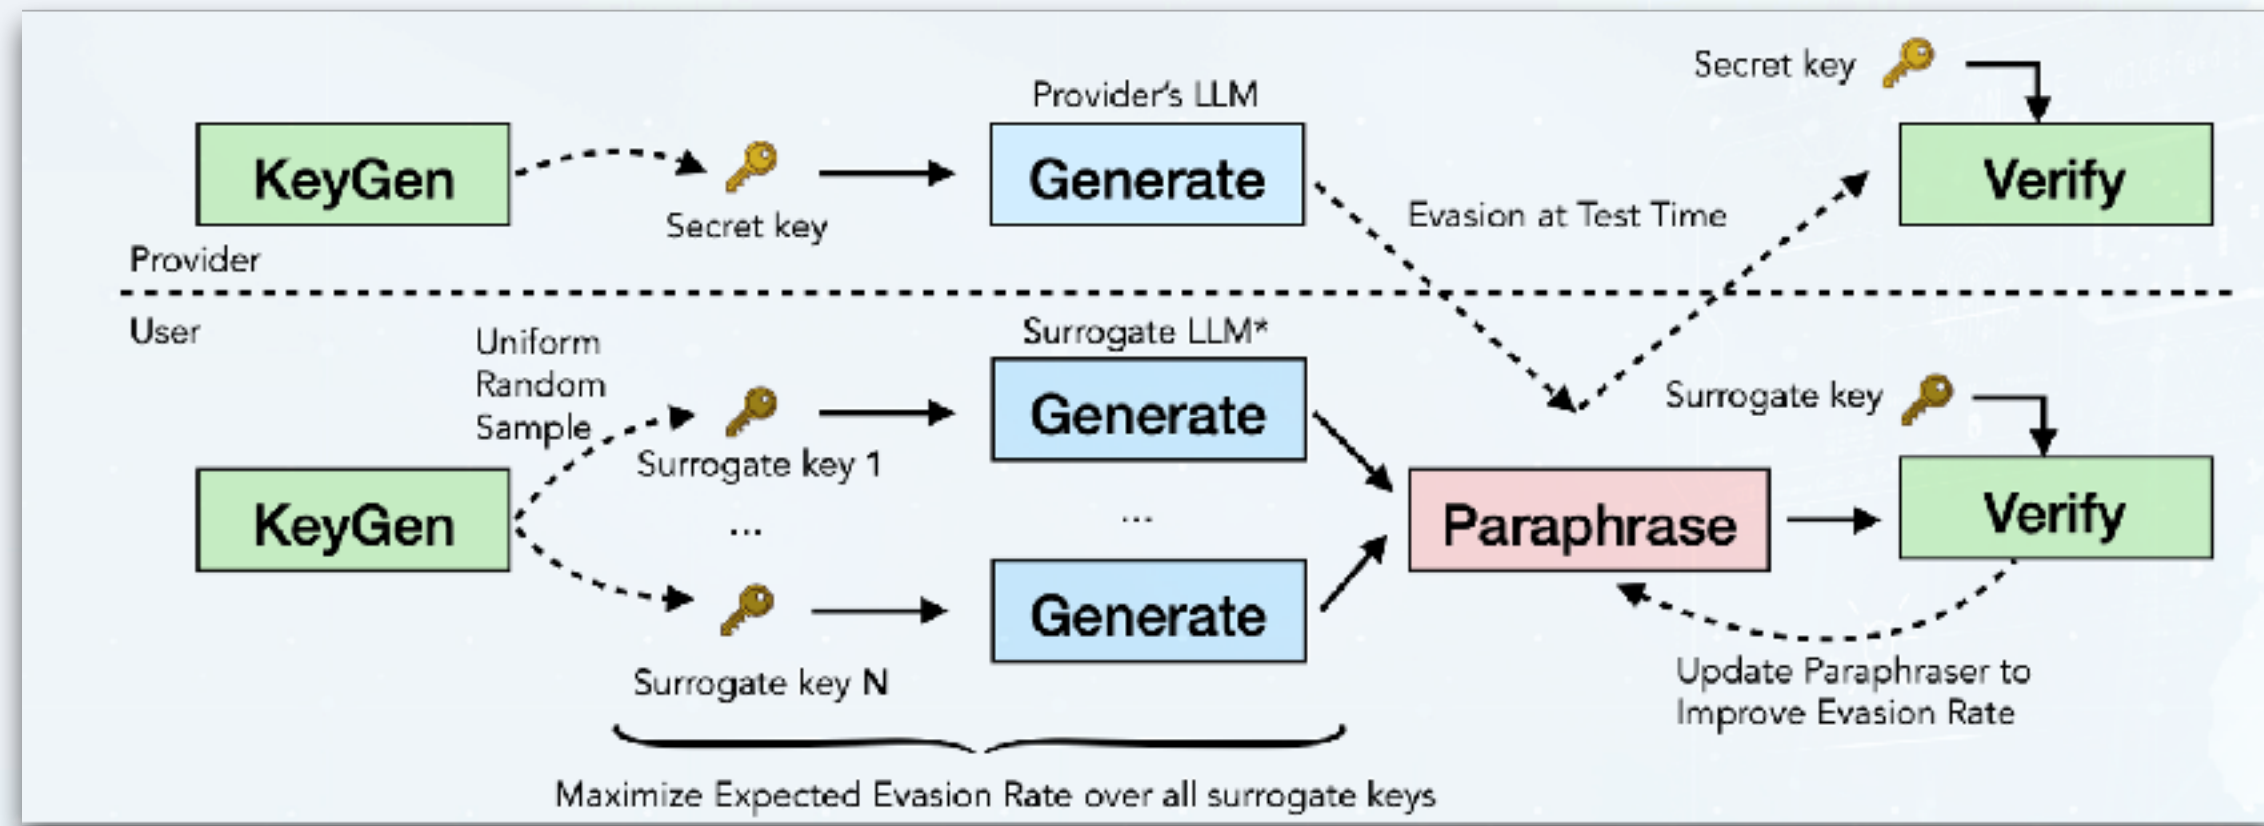 Secret key
Provider's LLM
KeyGen
Secret key
Generate
Evasion at Test Time
Verify
Provider
User
Uniform
Random
Sample
Surrogate LLM*
Generate
Surrogate key
Surrogate key 1
KeyGen
...
...
Paraphrase
Verify
Generate
Surrogate key N
Update Paraphraser to
Improve Evasion Rate
Maximize Expected Evasion Rate over all surrogate keys